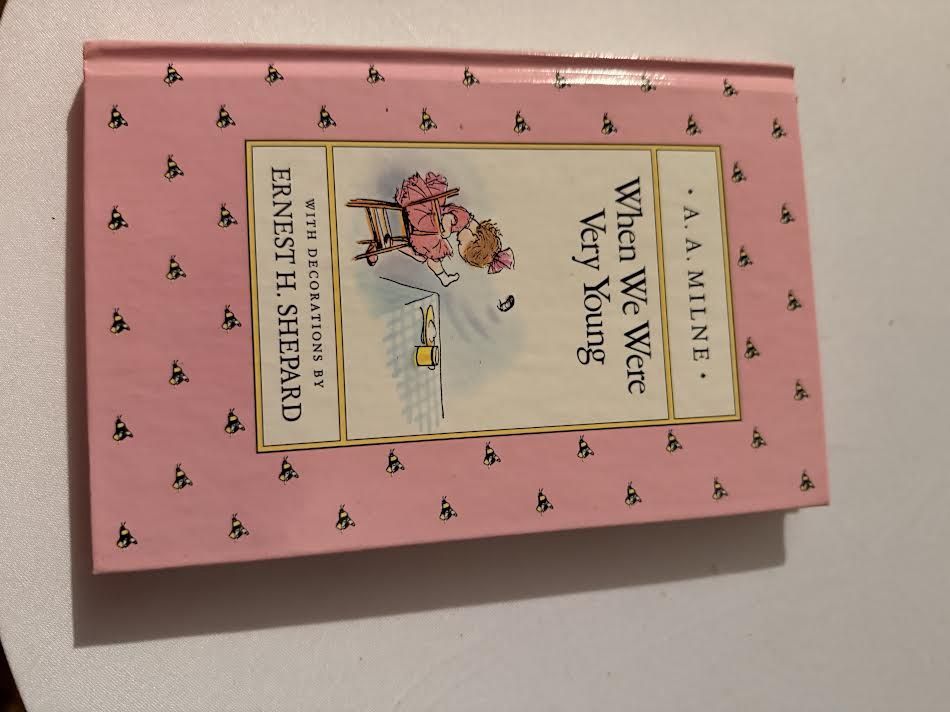 · A. A. MILNE ·
When We Were
Very Young
WITH DECORATIONS BY
ERNEST H. SHEPARD